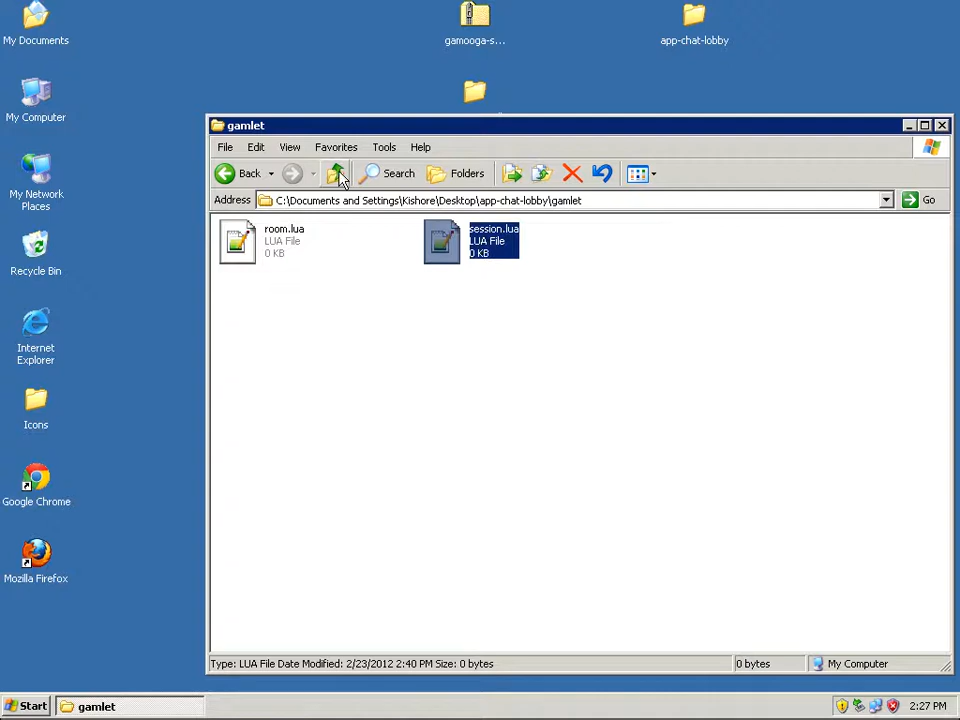 My Documents
gamooga-s...
app-chat-lobby
My Computer
gamlet
File Edit View Favorites Tools Help
Back Search Folders
Address C:\Documents and Settings\Kishore\Desktop\app-chat-lobby\gamlet Go
My Network
Places
room.lua
LUA File
0 KB
session.lua
LUA File
0 KB
Recycle Bin
Internet
Explorer
Icons
Google Chrome
Mozilla Firefox
Type: LUA File Date Modified: 2/23/2012 2:40 PM Size: 0 bytes 0 bytes My Computer
Start gamlet 2:27 PM